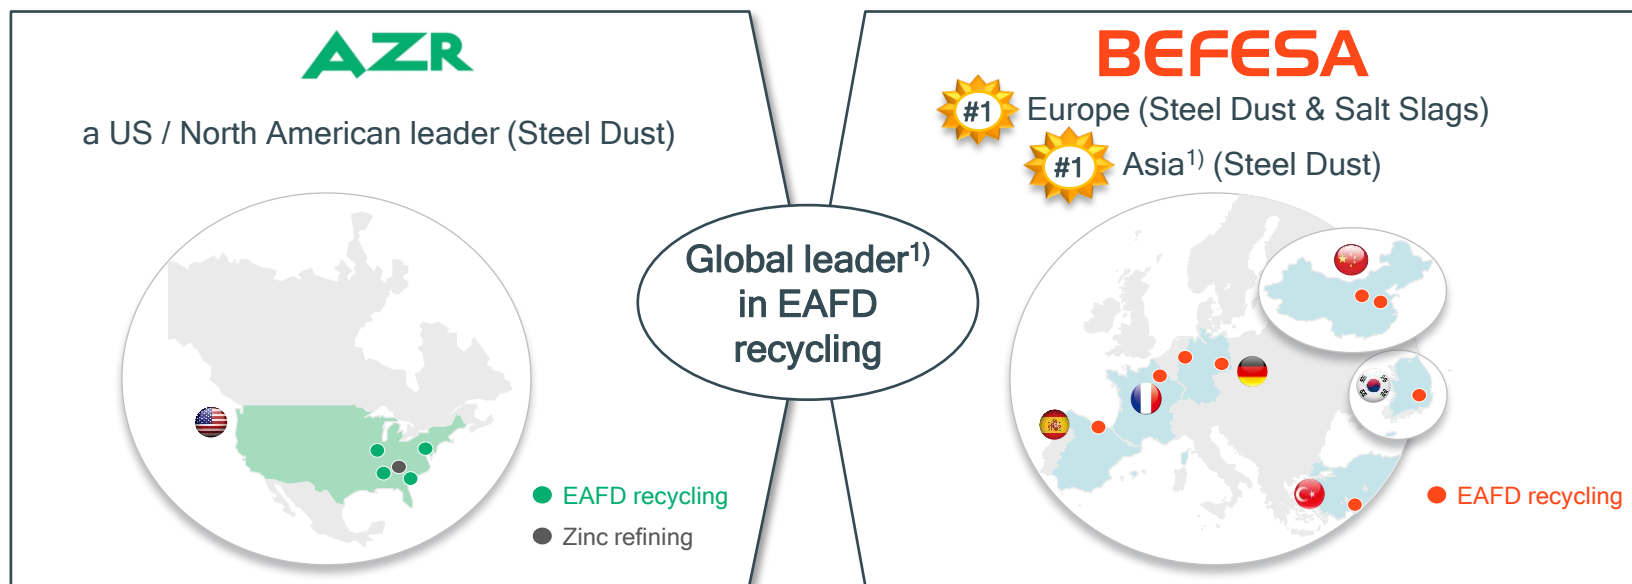 AZR
a US / North American leader (Steel Dust)
EAFD recycling
Zinc refining
Global leader¹⁾
in EAFD
recycling
BEFESA
#1 Europe (Steel Dust & Salt Slags)
#1 Asia¹⁾ (Steel Dust)
EAFD recycling